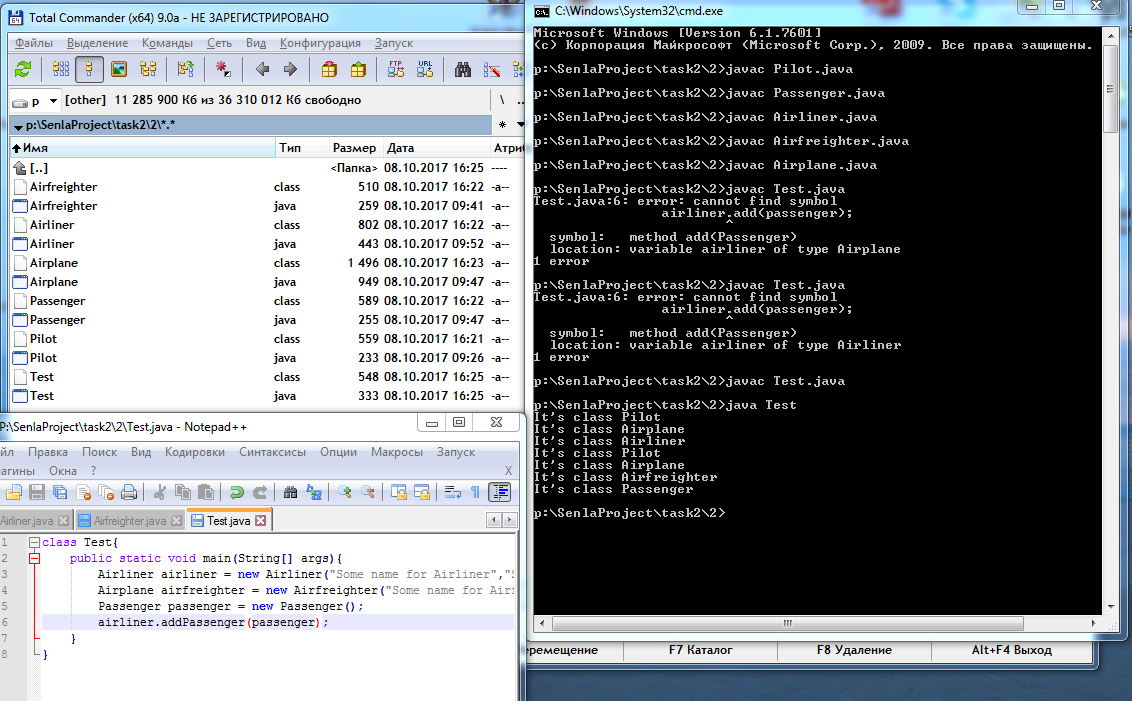 Total Commander (x64) 9.0a - НЕ ЗАРЕГИСТРИРОВАНО
Файлы Выделение Команды Сеть Вид Конфигурация Запуск
FTP URL
p [other] 11 285 900 Кб из 36 310 012 Кб свободно \ ..
p:\SenlaProject\task2\2\*.* *
Имя Тип Размер Дата Атри
[..] <Папка> 08.10.2017 16:25 ----
Airfreighter class 510 08.10.2017 16:22 -a--
Airfreighter java 259 08.10.2017 09:41 -a--
Airliner class 802 08.10.2017 16:22 -a--
Airliner java 443 08.10.2017 09:52 -a--
Airplane class 1 496 08.10.2017 16:23 -a--
Airplane java 949 08.10.2017 09:47 -a--
Passenger class 589 08.10.2017 16:22 -a--
Passenger java 255 08.10.2017 09:47 -a--
Pilot class 559 08.10.2017 16:21 -a--
Pilot java 233 08.10.2017 09:26 -a--
Test class 548 08.10.2017 16:25 -a--
Test java 333 08.10.2017 16:25 -a--
P:\SenlaProject\task2\2\Test.java - Notepad++
йл Правка Поиск Вид Кодировки Синтаксисы Опции Макросы Запуск
агины Окна ? X
Airliner.java Airfreighter.java Test.java
1 class Test{
2 public static void main(String[] args){
3 Airliner airliner = new Airliner("Some name for Airliner","S
4 Airplane airfreighter = new Airfreighter("Some name for Air
5 Passenger passenger = new Passenger();
6 airliner.addPassenger(passenger);
7 }
8 }
C:\Windows\System32\cmd.exe
Microsoft Windows [Version 6.1.7601]
(c) Корпорация Майкрософт (Microsoft Corp.), 2009. Все права защищены.
p:\SenlaProject\task2\2>javac Pilot.java
p:\SenlaProject\task2\2>javac Passenger.java
p:\SenlaProject\task2\2>javac Airliner.java
p:\SenlaProject\task2\2>javac Airfreighter.java
p:\SenlaProject\task2\2>javac Airplane.java
p:\SenlaProject\task2\2>javac Test.java
Test.java:6: error: cannot find symbol
airliner.add(passenger);
^
symbol: method add(Passenger)
location: variable airliner of type Airplane
1 error
p:\SenlaProject\task2\2>javac Test.java
Test.java:6: error: cannot find symbol
airliner.add(passenger);
^
symbol: method add(Passenger)
location: variable airliner of type Airliner
1 error
p:\SenlaProject\task2\2>javac Test.java
p:\SenlaProject\task2\2>java Test
It's class Pilot
It's class Airplane
It's class Airliner
It's class Pilot
It's class Airplane
It's class Airfreighter
It's class Passenger
p:\SenlaProject\task2\2>
еремещение F7 Каталог F8 Удаление Alt+F4 Выход